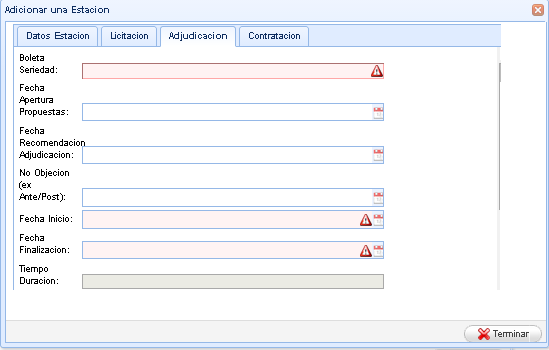 Adicionar una Estacion
Datos Estacion Licitacion Adjudicacion Contratacion
Boleta
Seriedad:
Fecha
Apertura
Propuestas:
Fecha
Recomendacion
Adjudicacion:
No Objecion
(ex
Ante/Post):
Fecha Inicio:
Fecha
Finalizacion:
Tiempo
Duracion:
Terminar